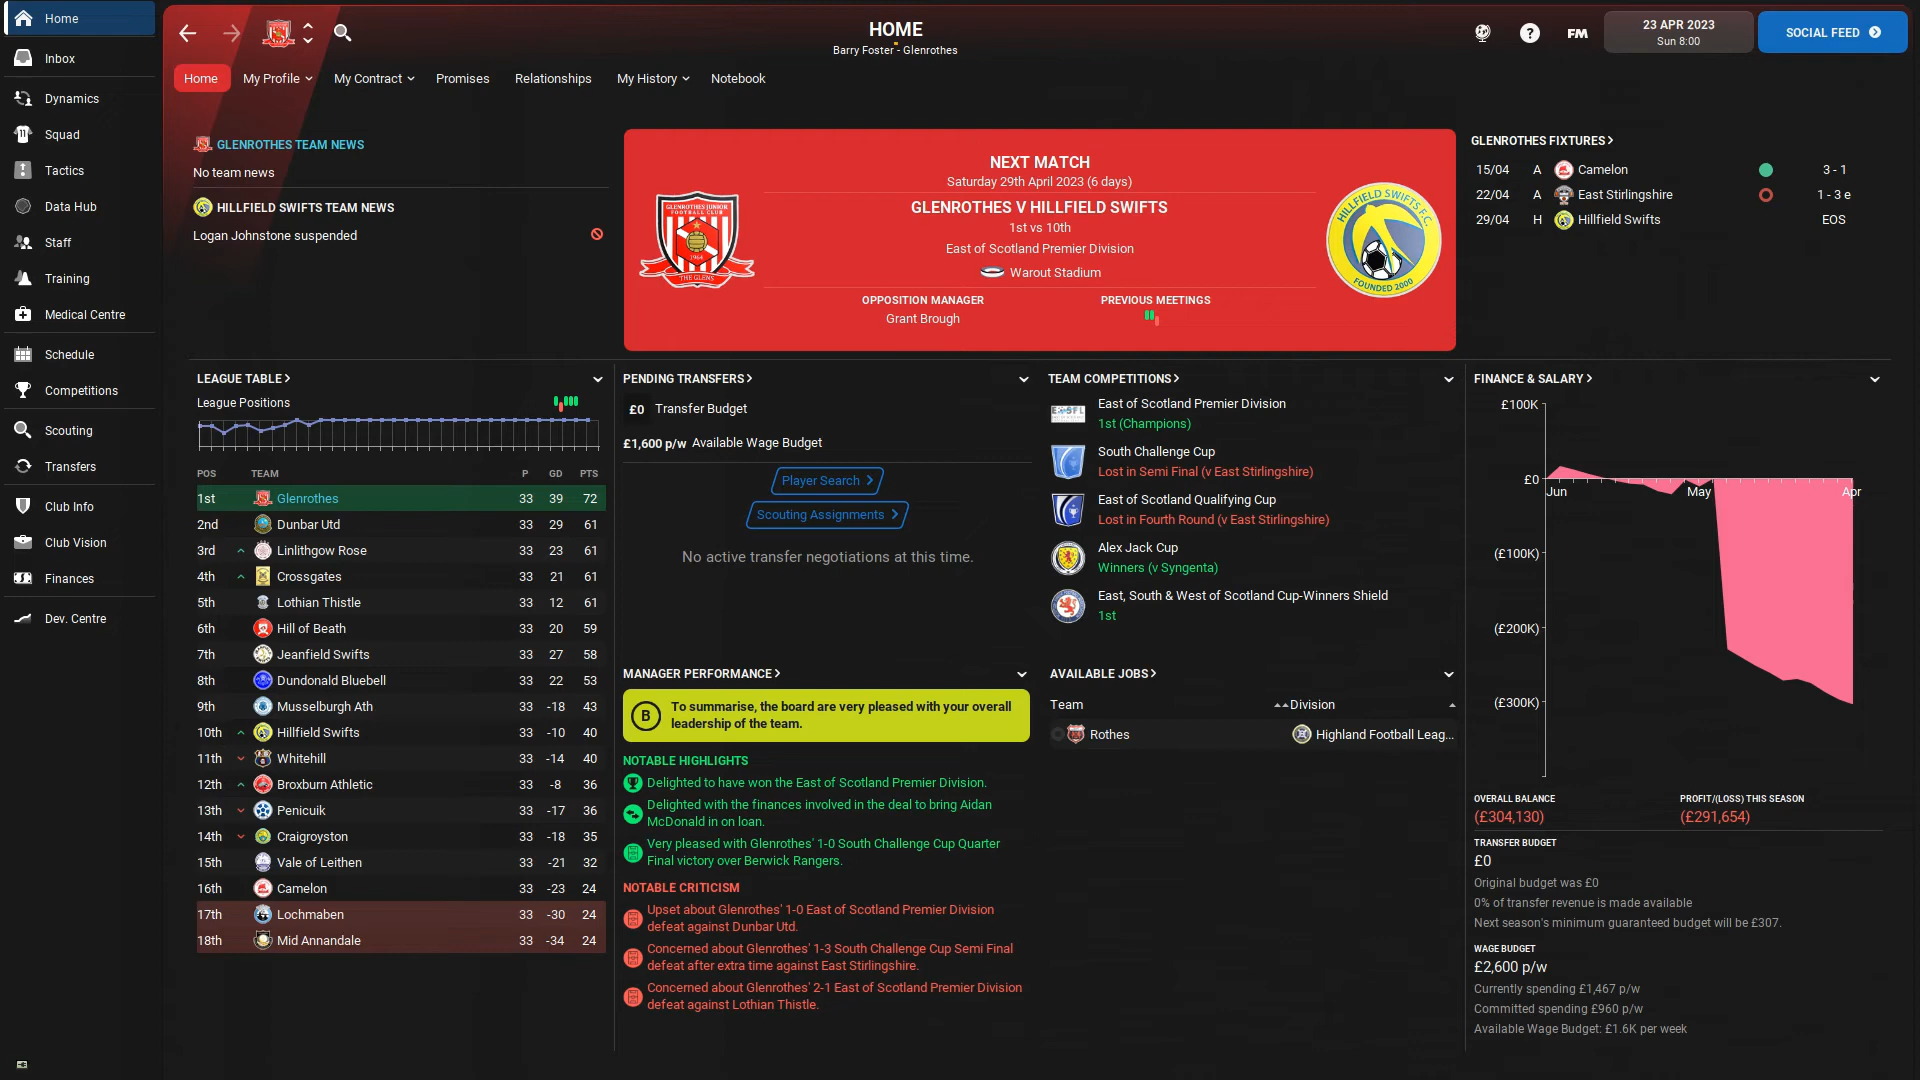 Home
Inbox
Dynamics
Squad
Tactics
Data Hub
Staff
Training
Medical Centre
Schedule
Competitions
Scouting
Transfers
Club Info
Club Vision
Finances
Dev. Centre
HOME
Barry Foster - Glenrothes
FM
23 APR 2023
Sun 8:00
SOCIAL FEED
Home My Profile My Contract Promises Relationships My History Notebook
GLENROTHES TEAM NEWS
No team news
HILLFIELD SWIFTS TEAM NEWS
Logan Johnstone suspended
GLENROTHES JUNIOR
FOOTBALL CLUB
1964
THE GLENS
NEXT MATCH
Saturday 29th April 2023 (6 days)
GLENROTHES V HILLFIELD SWIFTS
1st vs 10th
East of Scotland Premier Division
Warout Stadium
OPPOSITION MANAGER
Grant Brough
PREVIOUS MEETINGS
HILLFIELD SWIFTS F.C.
FOUNDED 2000
GLENROTHES FIXTURES
15/04 A Camelon 3 - 1
22/04 A East Stirlingshire 1 - 3 e
29/04 H Hillfield Swifts EOS
LEAGUE TABLE
League Positions
POS TEAM P GD PTS
1st Glenrothes 33 39 72
2nd Dunbar Utd 33 29 61
3rd Linlithgow Rose 33 23 61
4th Crossgates 33 21 61
5th Lothian Thistle 33 12 61
6th Hill of Beath 33 20 59
7th Jeanfield Swifts 33 27 58
8th Dundonald Bluebell 33 22 53
9th Musselburgh Ath 33 -18 43
10th Hillfield Swifts 33 -10 40
11th Whitehill 33 -14 40
12th Broxburn Athletic 33 -8 36
13th Penicuik 33 -17 36
14th Craigroyston 33 -18 35
15th Vale of Leithen 33 -21 32
16th Camelon 33 -23 24
17th Lochmaben 33 -30 24
18th Mid Annandale 33 -34 24
PENDING TRANSFERS
£0 Transfer Budget
£1,600 p/w Available Wage Budget
Player Search
Scouting Assignments
No active transfer negotiations at this time.
MANAGER PERFORMANCE
B
To summarise, the board are very pleased with your overall
leadership of the team.
NOTABLE HIGHLIGHTS
Delighted to have won the East of Scotland Premier Division.
Delighted with the finances involved in the deal to bring Aidan
McDonald in on loan.
Very pleased with Glenrothes' 1-0 South Challenge Cup Quarter
Final victory over Berwick Rangers.
NOTABLE CRITICISM
Upset about Glenrothes' 1-0 East of Scotland Premier Division
defeat against Dunbar Utd.
Concerned about Glenrothes' 1-3 South Challenge Cup Semi Final
defeat after extra time against East Stirlingshire.
Concerned about Glenrothes' 2-1 East of Scotland Premier Division
defeat against Lothian Thistle.
TEAM COMPETITIONS
East of Scotland Premier Division
1st (Champions)
South Challenge Cup
Lost in Semi Final (v East Stirlingshire)
East of Scotland Qualifying Cup
Lost in Fourth Round (v East Stirlingshire)
Alex Jack Cup
Winners (v Syngenta)
East, South & West of Scotland Cup-Winners Shield
1st
AVAILABLE JOBS
Team Division
Rothes Highland Football Leag...
FINANCE & SALARY
£100K
£0
Jun May Apr
(£100K)
(£200K)
(£300K)
OVERALL BALANCE
(£304,130)
PROFIT/(LOSS) THIS SEASON
(£291,654)
TRANSFER BUDGET
£0
Original budget was £0
0% of transfer revenue is made available
Next season's minimum guaranteed budget will be £307.
WAGE BUDGET
£2,600 p/w
Currently spending £1,467 p/w
Committed spending £960 p/w
Available Wage Budget: £1.6K per week